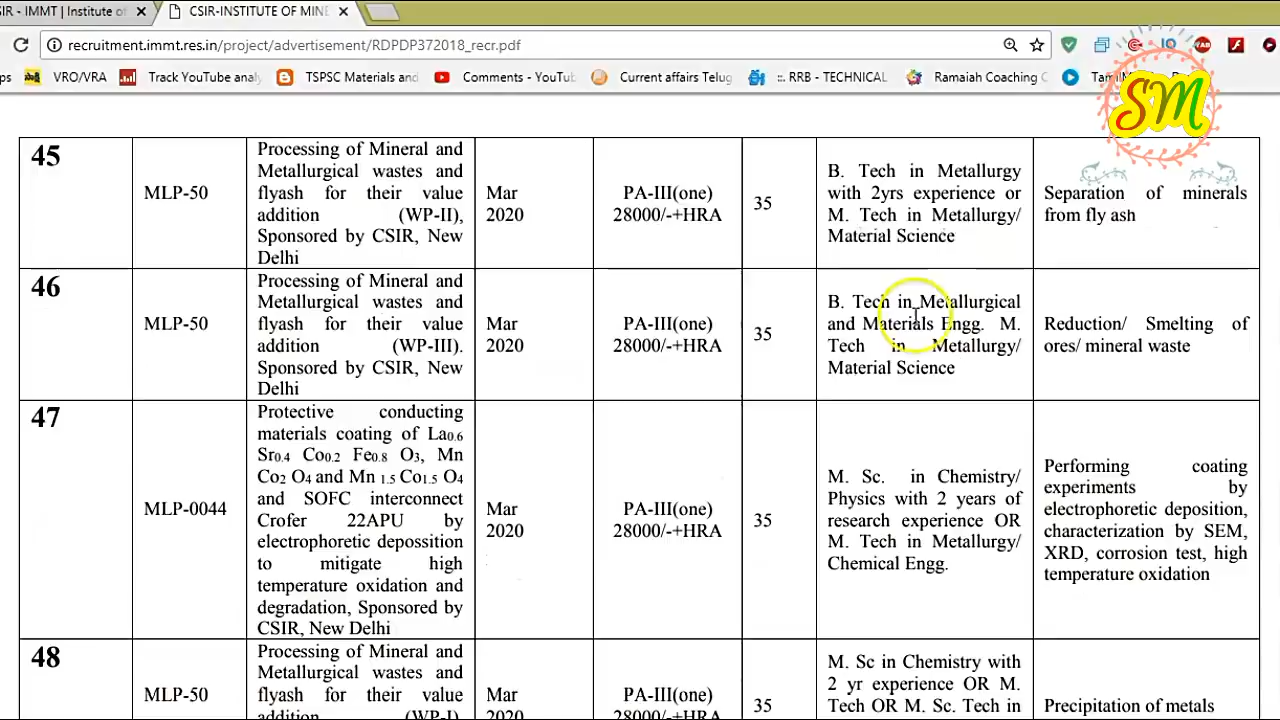 SIR - IMMT | Institute of
CSIR-INSTITUTE OF MINE
recruitment.immt.res.in/project/advertisement/RDPDP372018_recr.pdf
ps
VRO/VRA
Track YouTube anal
TSPSC Materials and
Comments - YouTub
Current affairs Telug
::. RRB - TECHNICAL
Ramaiah Coaching C
SM
45
MLP-50
Processing of Mineral and
Metallurgical wastes and
flyash for their value
addition (WP-II),
Sponsored by CSIR, New
Delhi
Mar
2020
PA-III(one)
28000/-+HRA
35
B. Tech in Metallurgy
with 2yrs experience or
M. Tech in Metallurgy/
Material Science
Separation of minerals
from fly ash
46
MLP-50
Processing of Mineral and
Metallurgical wastes and
flyash for their value
addition (WP-III).
Sponsored by CSIR, New
Delhi
Mar
2020
PA-III(one)
28000/-+HRA
35
B. Tech in Metallurgical
and Materials Engg. M.
Tech in Metallurgy/
Material Science
Reduction/ Smelting of
ores/ mineral waste
47
MLP-0044
Protective conducting
materials coating of La0.6
Sr0.4 Co0.2 Fe0.8 O3, Mn
Co2 O4 and Mn 1.5 Co1.5 O4
and SOFC interconnect
Crofer 22APU by
electrophoretic depossition
to mitigate high
temperature oxidation and
degradation, Sponsored by
CSIR, New Delhi
Mar
2020
PA-III(one)
28000/-+HRA
35
M. Sc. in Chemistry/
Physics with 2 years of
research experience OR
M. Tech in Metallurgy/
Chemical Engg.
Performing coating
experiments by
electrophoretic deposition,
characterization by SEM,
XRD, corrosion test, high
temperature oxidation
48
MLP-50
Processing of Mineral and
Metallurgical wastes and
flyash for their value
addition (WP-I)
Mar
2020
PA-III(one)
28000/-+HRA
35
M. Sc in Chemistry with
2 yr experience OR M.
Tech OR M. Sc. Tech in
Precipitation of metals